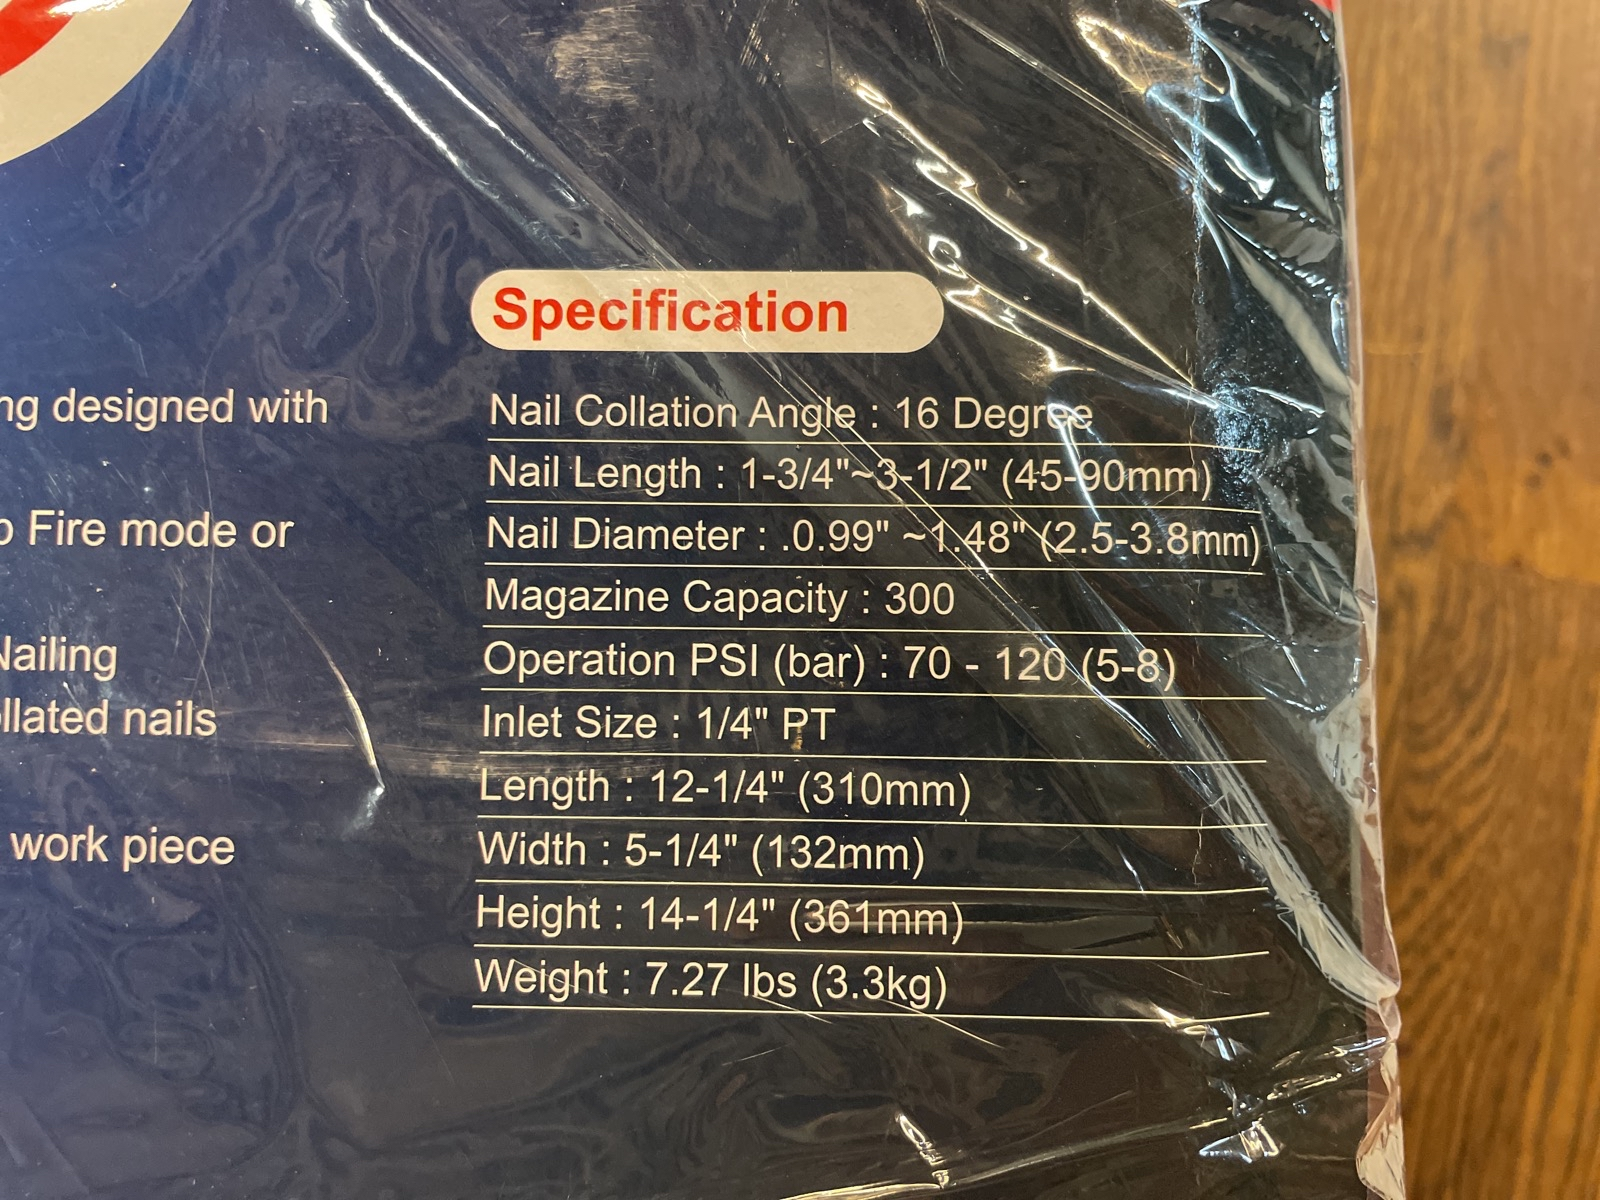 Specification
ng designed with
Fire mode or
Nailing
ollated nails
work piece
Nail Collation Angle : 16 Degree
Nail Length : 1-3/4"~3-1/2" (45-90mm)
Nail Diameter : .0.99" ~1.48" (2.5-3.8mm)
Magazine Capacity : 300
Operation PSI (bar) : 70 - 120 (5-8)
Inlet Size : 1/4" PT
Length : 12-1/4" (310mm)
Width : 5-1/4" (132mm)
Height : 14-1/4" (361mm)
Weight : 7.27 lbs (3.3kg)